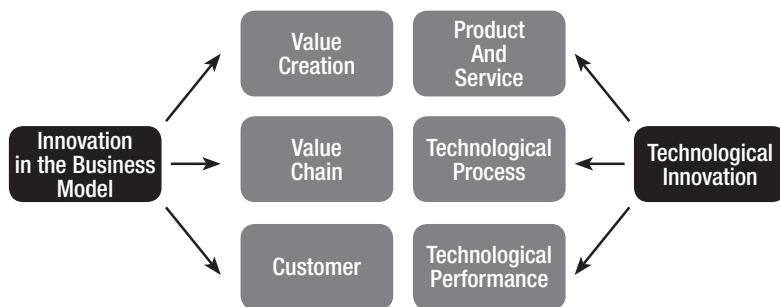 Value
Creation
Product
And
Service
Innovation
in the Business
Model
Value
Chain
Technological
Process
Technological
Innovation
Customer
Technological
Performance